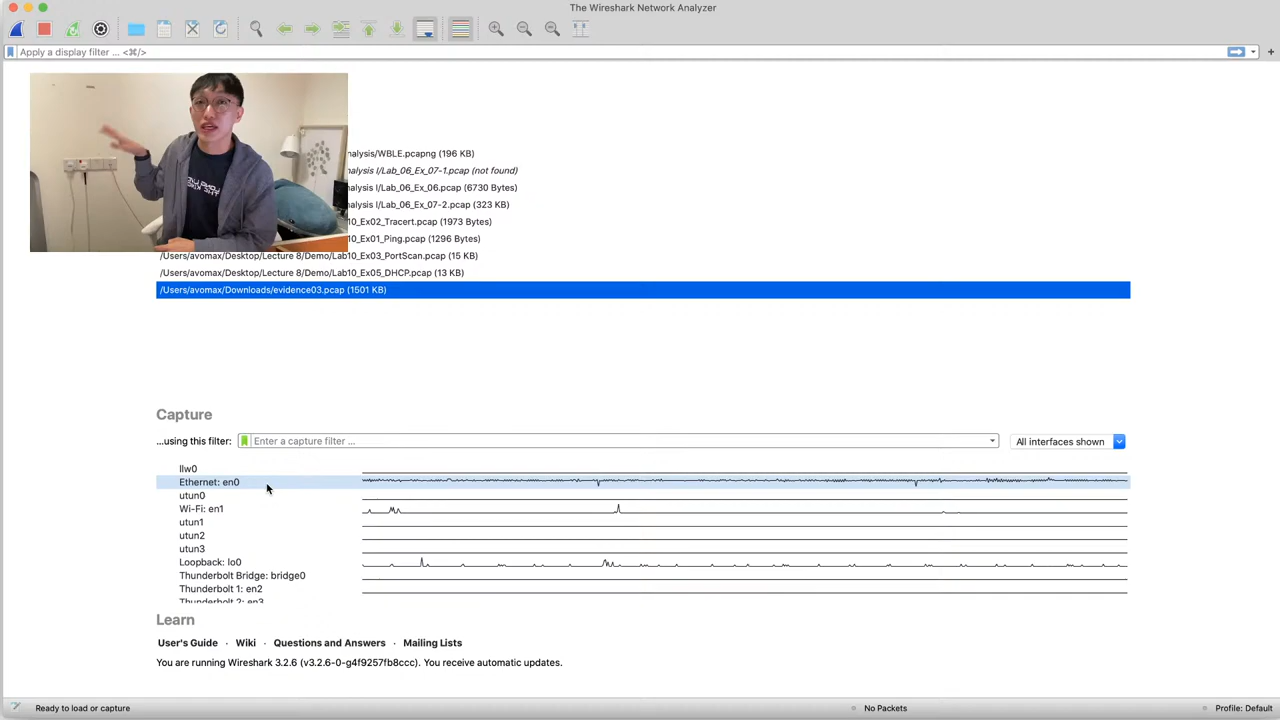 The Wireshark Network Analyzer
Apply a display filter ... <⌘/>
nalysis/WBLE.pcapng (196 KB)
nalysis I/Lab_06_Ex_07-1.pcap (not found)
nalysis I/Lab_06_Ex_06.pcap (6730 Bytes)
nalysis I/Lab_06_Ex_07-2.pcap (323 KB)
10_Ex02_Tracert.pcap (1973 Bytes)
10_Ex01_Ping.pcap (1296 Bytes)
/Users/avomax/Desktop/Lecture 8/Demo/Lab10_Ex03_PortScan.pcap (15 KB)
/Users/avomax/Desktop/Lecture 8/Demo/Lab10_Ex05_DHCP.pcap (13 KB)
/Users/avomax/Downloads/evidence03.pcap (1501 KB)
Capture
...using this filter: Enter a capture filter ... All interfaces shown
llw0
Ethernet: en0
utun0
Wi-Fi: en1
utun1
utun2
utun3
Loopback: lo0
Thunderbolt Bridge: bridge0
Thunderbolt 1: en2
Thunderbolt 2: en3
Learn
User's Guide · Wiki · Questions and Answers · Mailing Lists
You are running Wireshark 3.2.6 (v3.2.6-0-g4f9257fb8ccc). You receive automatic updates.
Ready to load or capture No Packets Profile: Default